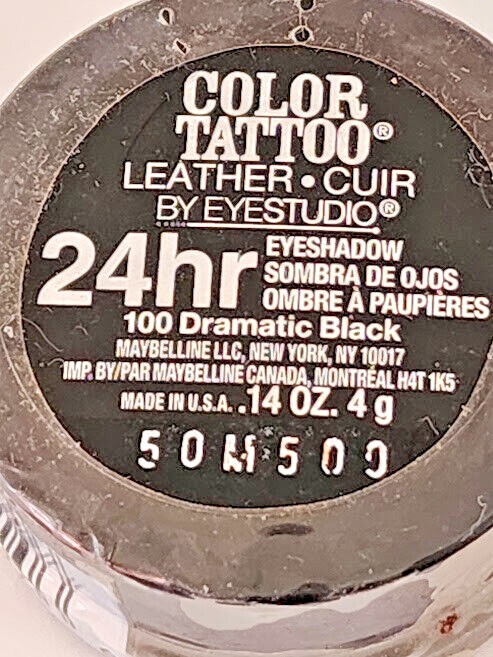 COLOR
TATTOO®
LEATHER • CUIR
BY EYESTUDIO®
24hr EYESHADOW
SOMBRA DE OJOS
OMBRE À PAUPIÈRES
100 Dramatic Black
MAYBELLINE LLC, NEW YORK, NY 10017
IMP. BY/PAR MAYBELLINE CANADA, MONTRÉAL H4T 1K5
MADE IN U.S.A. .14 OZ. 4 g